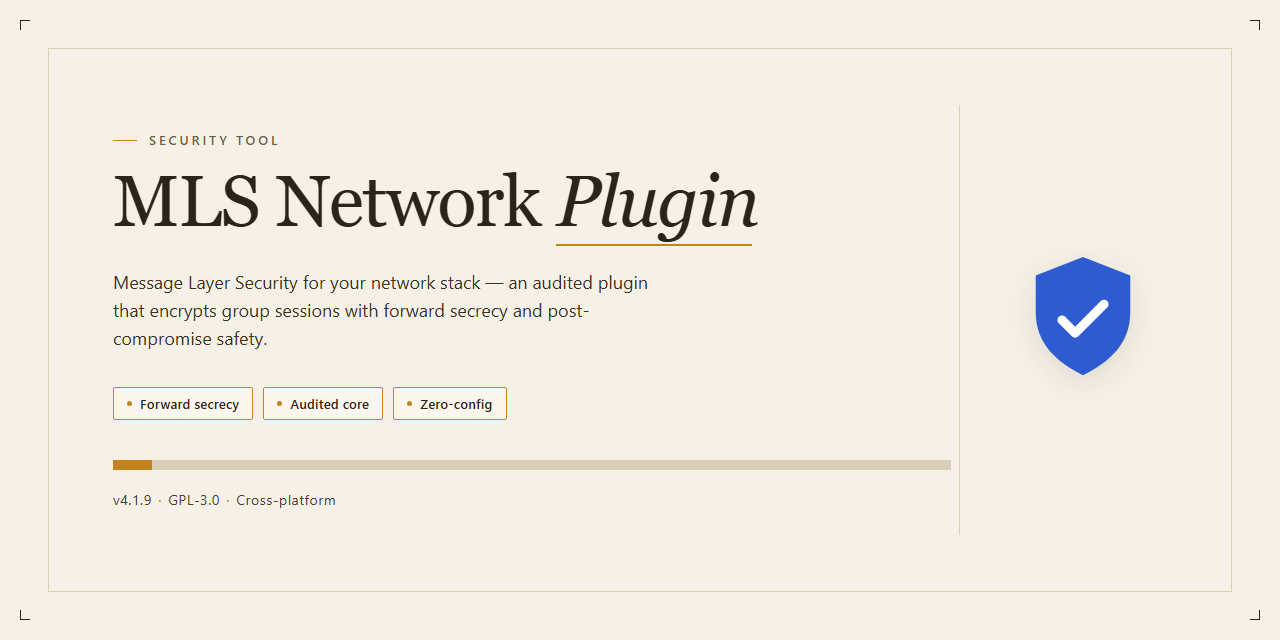 SECURITY TOOL
MLS Network Plugin
Message Layer Security for your network stack — an audited plugin
that encrypts group sessions with forward secrecy and post-
compromise safety.
Forward secrecy
Audited core
Zero-config
v4.1.9 · GPL-3.0 · Cross-platform